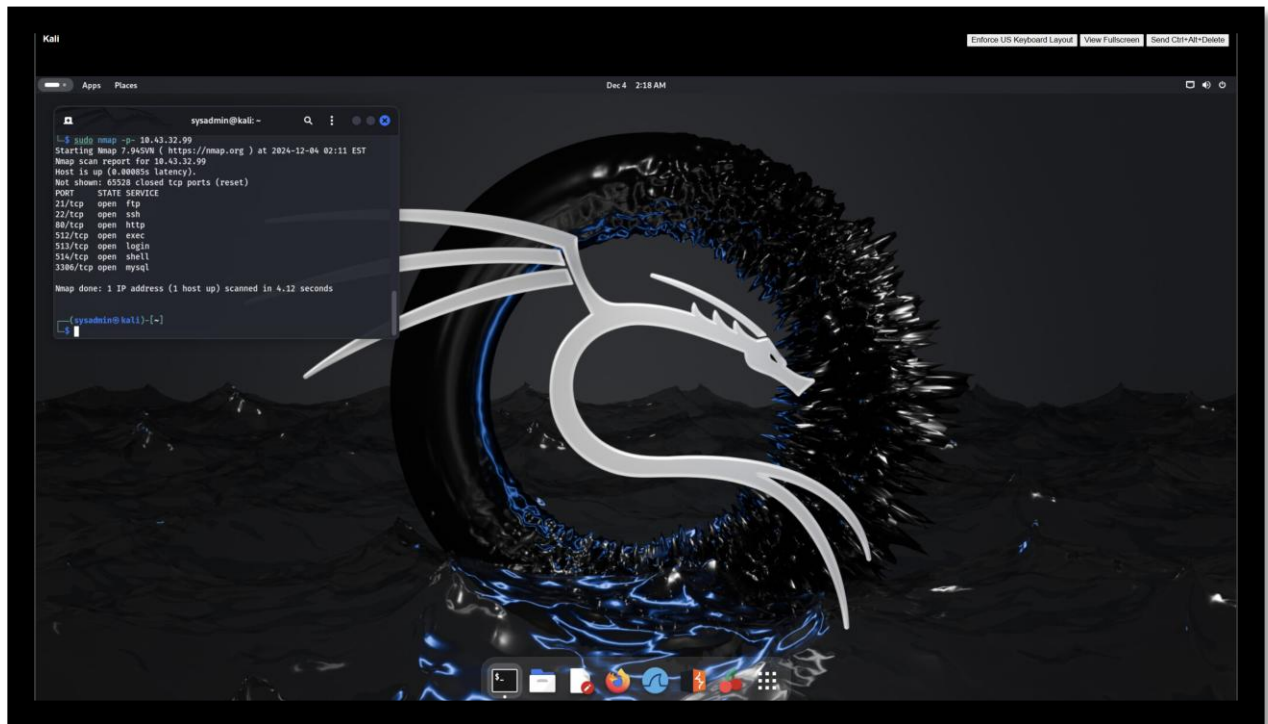 Kali
Enforce US Keyboard Layout View Fullscreen Send Ctrl+Alt+Delete
Apps Places Dec 4 2:18 AM
sysadmin@kali: ~
└─$ sudo nmap -p- 10.43.32.99
Starting Nmap 7.94SVN ( https://nmap.org ) at 2024-12-04 02:11 EST
Nmap scan report for 10.43.32.99
Host is up (0.00085s latency).
Not shown: 65528 closed tcp ports (reset)
PORT STATE SERVICE
21/tcp open ftp
22/tcp open ssh
80/tcp open http
512/tcp open exec
513/tcp open login
514/tcp open shell
3306/tcp open mysql
Nmap done: 1 IP address (1 host up) scanned in 4.12 seconds
┌──(sysadmin㉿kali)-[~]
└─$
$_